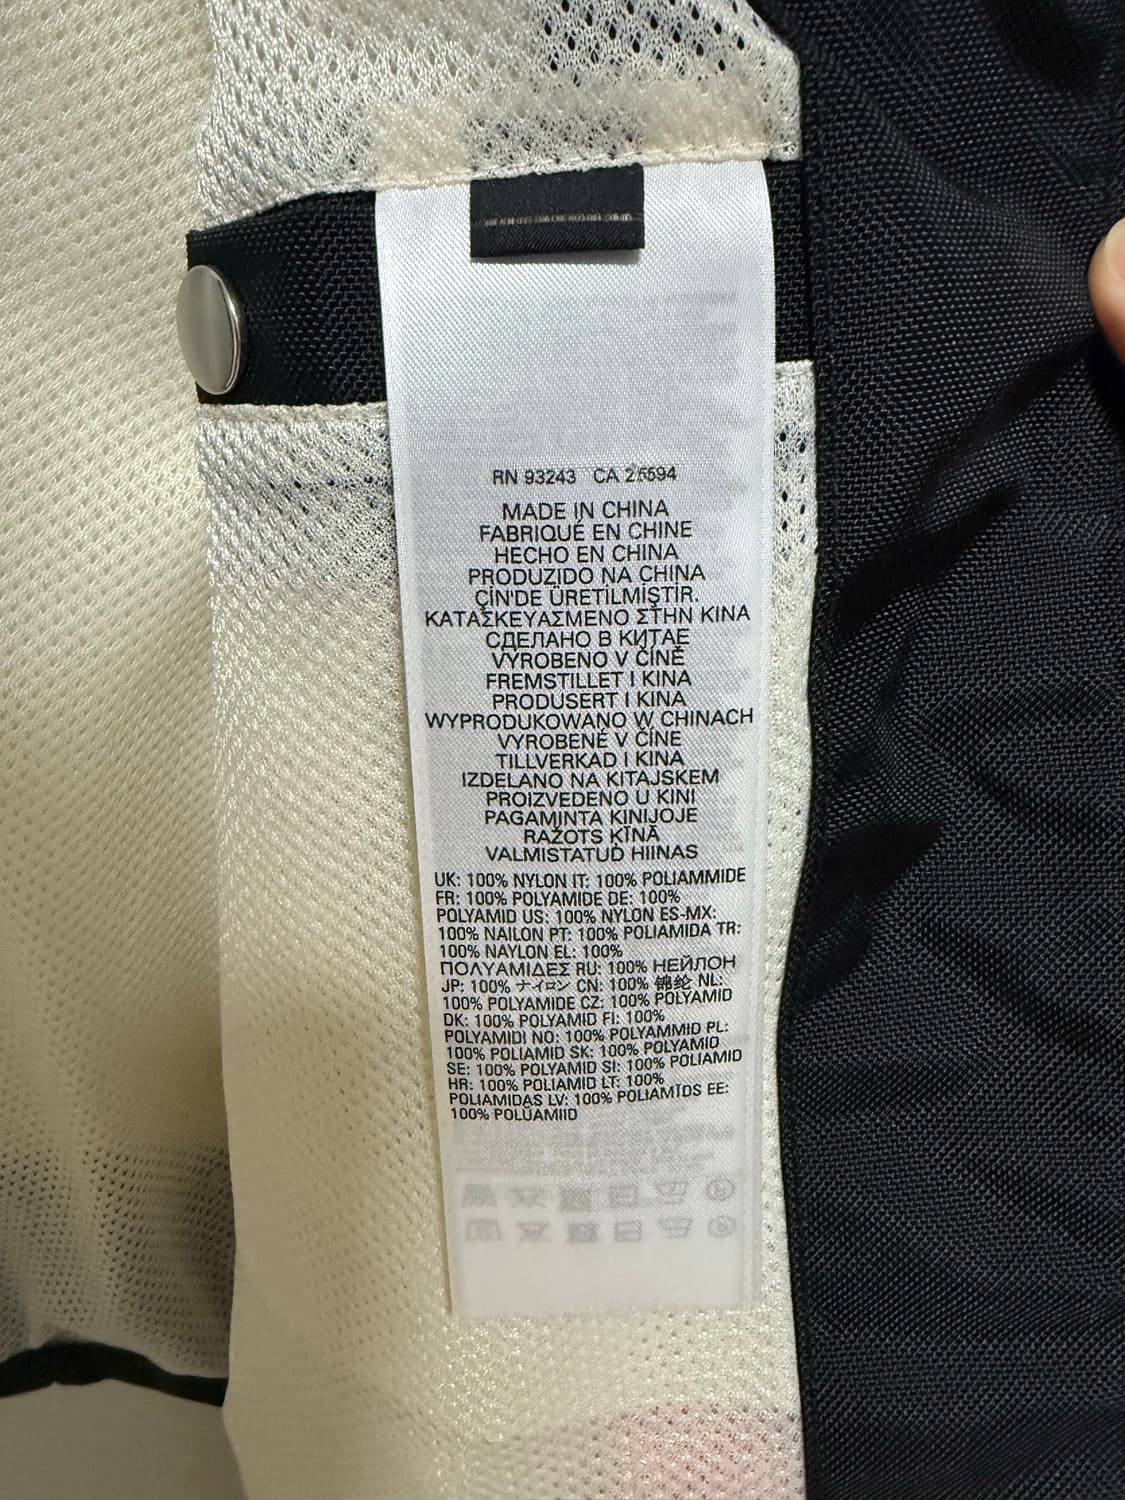 RN 93243 CA 26594
MADE IN CHINA
FABRIQUÉ EN CHINE
HECHO EN CHINA
PRODUZIDO NA CHINA
ÇİN'DE ÜRETILMİŞTİR.
ΚΑΤΑΣΚΕΥΑΣΜΕΝΟ ΣΤΗΝ ΚΙΝΑ
СДЕЛАНО В КИТАЕ
VYROBENO V ČÍNĚ
FREMSTILLET I KINA
PRODUSERT I KINA
WYPRODUKOWANO W CHINACH
VYROBENÉ V ČÍNE
TILLVERKAD I KINA
IZDELANO NA KITAJSKEM
PROIZVEDENO U KINI
PAGAMINTA KINIJOJE
RAŽOTS ĶĪNĀ
VALMISTATUD HIINAS
UK: 100% NYLON IT: 100% POLIAMMIDE
FR: 100% POLYAMIDE DE: 100%
POLYAMID US: 100% NYLON ES-MX:
100% NAILON PT: 100% POLIAMIDA TR:
100% NAYLON EL: 100%
ΠΟΛΥΑΜΙΔΕΣ RU: 100% НЕЙЛОН
JP: 100% ナイロン CN: 100% 锦纶 NL:
100% POLYAMIDE CZ: 100% POLYAMID
DK: 100% POLYAMID FI: 100%
POLYAMIDI NO: 100% POLYAMMID PL:
100% POLIAMID SK: 100% POLYAMID
SE: 100% POLYAMID SI: 100% POLIAMID
HR: 100% POLIAMID LT: 100%
POLIAMIDAS LV: 100% POLIAMĪDS EE:
100% POLÜAMIID